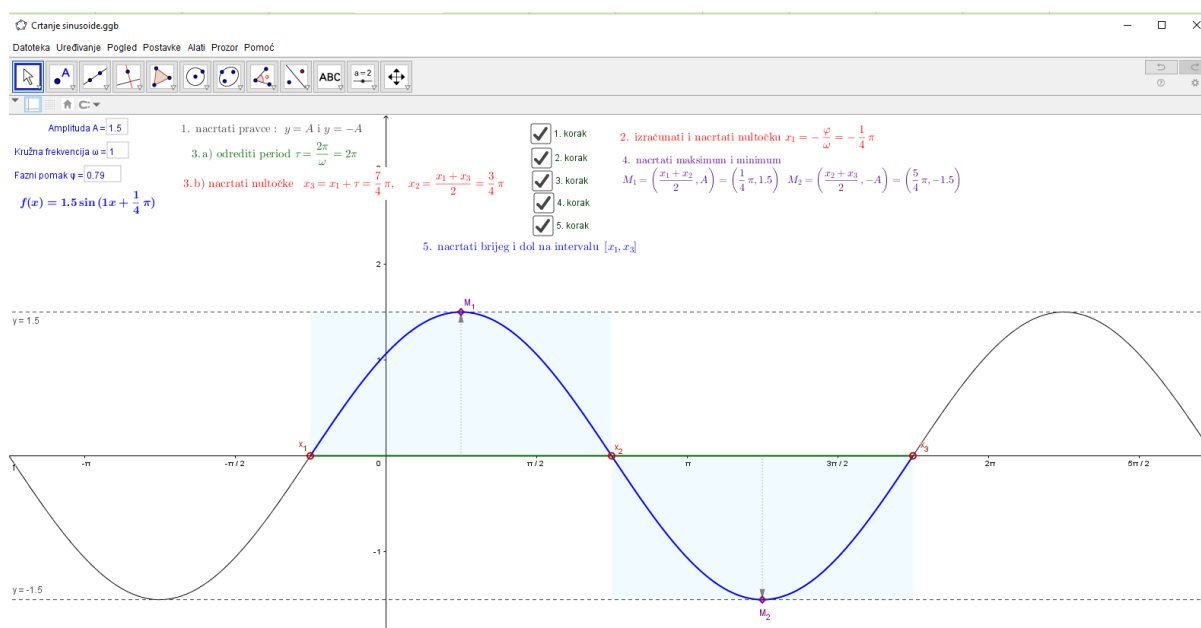 Crtanje sinusoide.ggb
Datoteka Uređivanje Pogled Postavke Alati Prozor Pomoć
A ABC a=2
Amplituda A = 1.5
Kružna frekvencija ω = 1
Fazni pomak φ = 0.79
f(x) = 1.5 sin (1x + 1/4 π)
1. nacrtati pravce : y = A i y = −A
3.a) odrediti period τ = 2π/ω = 2π
3.b) nacrtati nultočke x₃ = x₁ + τ = 7/4 π, x₂ = (x₁ + x₃)/2 = 3/4 π
1. korak
2. korak
3. korak
4. korak
5. korak
2. izračunati i nacrtati nultočku x₁ = −φ/ω = −1/4 π
4. nacrtati maksimum i minimum
M₁ = ((x₁ + x₂)/2, A) = (1/4 π, 1.5) M₂ = ((x₂ + x₃)/2, −A) = (5/4 π, −1.5)
5. nacrtati brijeg i dol na intervalu [x₁, x₃]
2
M₁
y = 1.5
1
x₁ x₂ x₃
f -π -π / 2 0 π / 2 π 3π / 2 2π 5π / 2
-1
y = -1.5
M₂